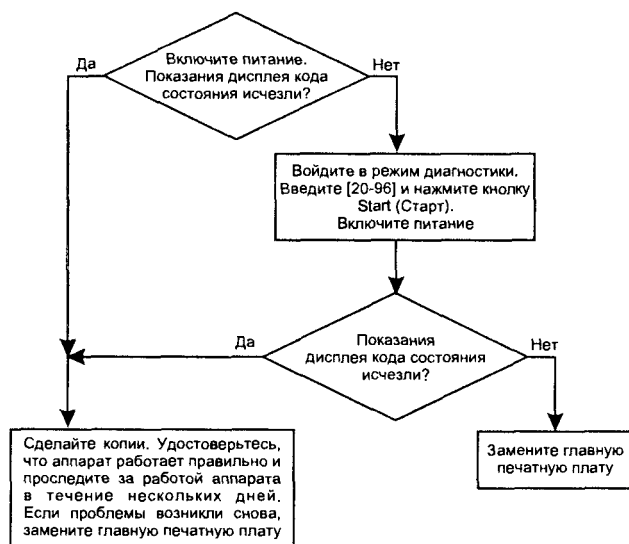 Включите питание.
Показания дисплея кода
состояния исчезли?
Да
Нет
Войдите в режим диагностики.
Введите [20-96] и нажмите кнопку
Start (Старт).
Включите питание
Да
Показания
дисплея кода состояния
исчезли?
Нет
Сделайте копии. Удостоверьтесь,
что аппарат работает правильно и
проследите за работой аппарата
в течение нескольких дней.
Если проблемы возникли снова,
замените главную печатную плату
Замените главную
печатную плату